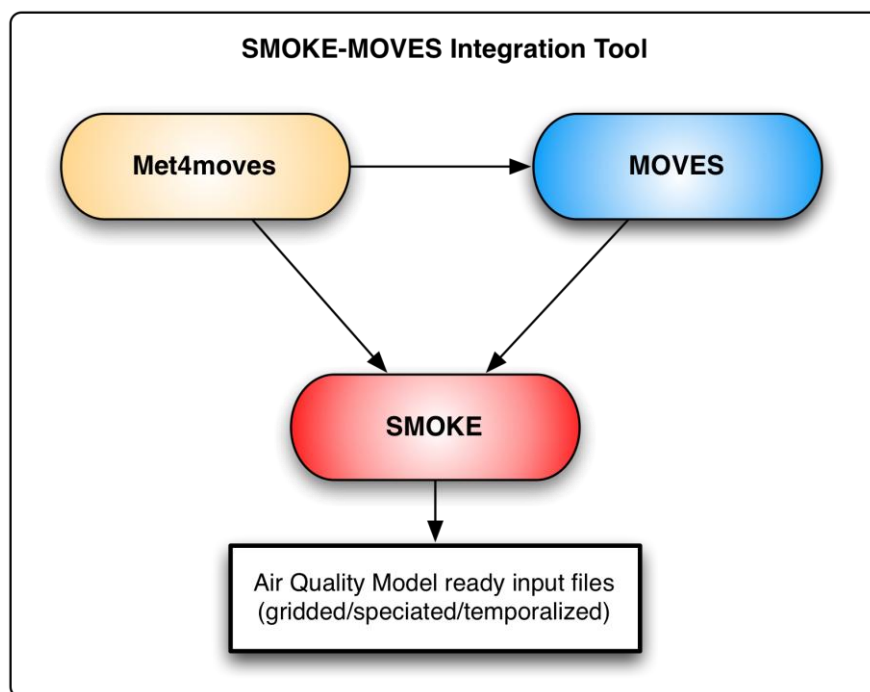 SMOKE-MOVES Integration Tool
Met4moves
MOVES
SMOKE
Air Quality Model ready input files
(gridded/speciated/temporalized)